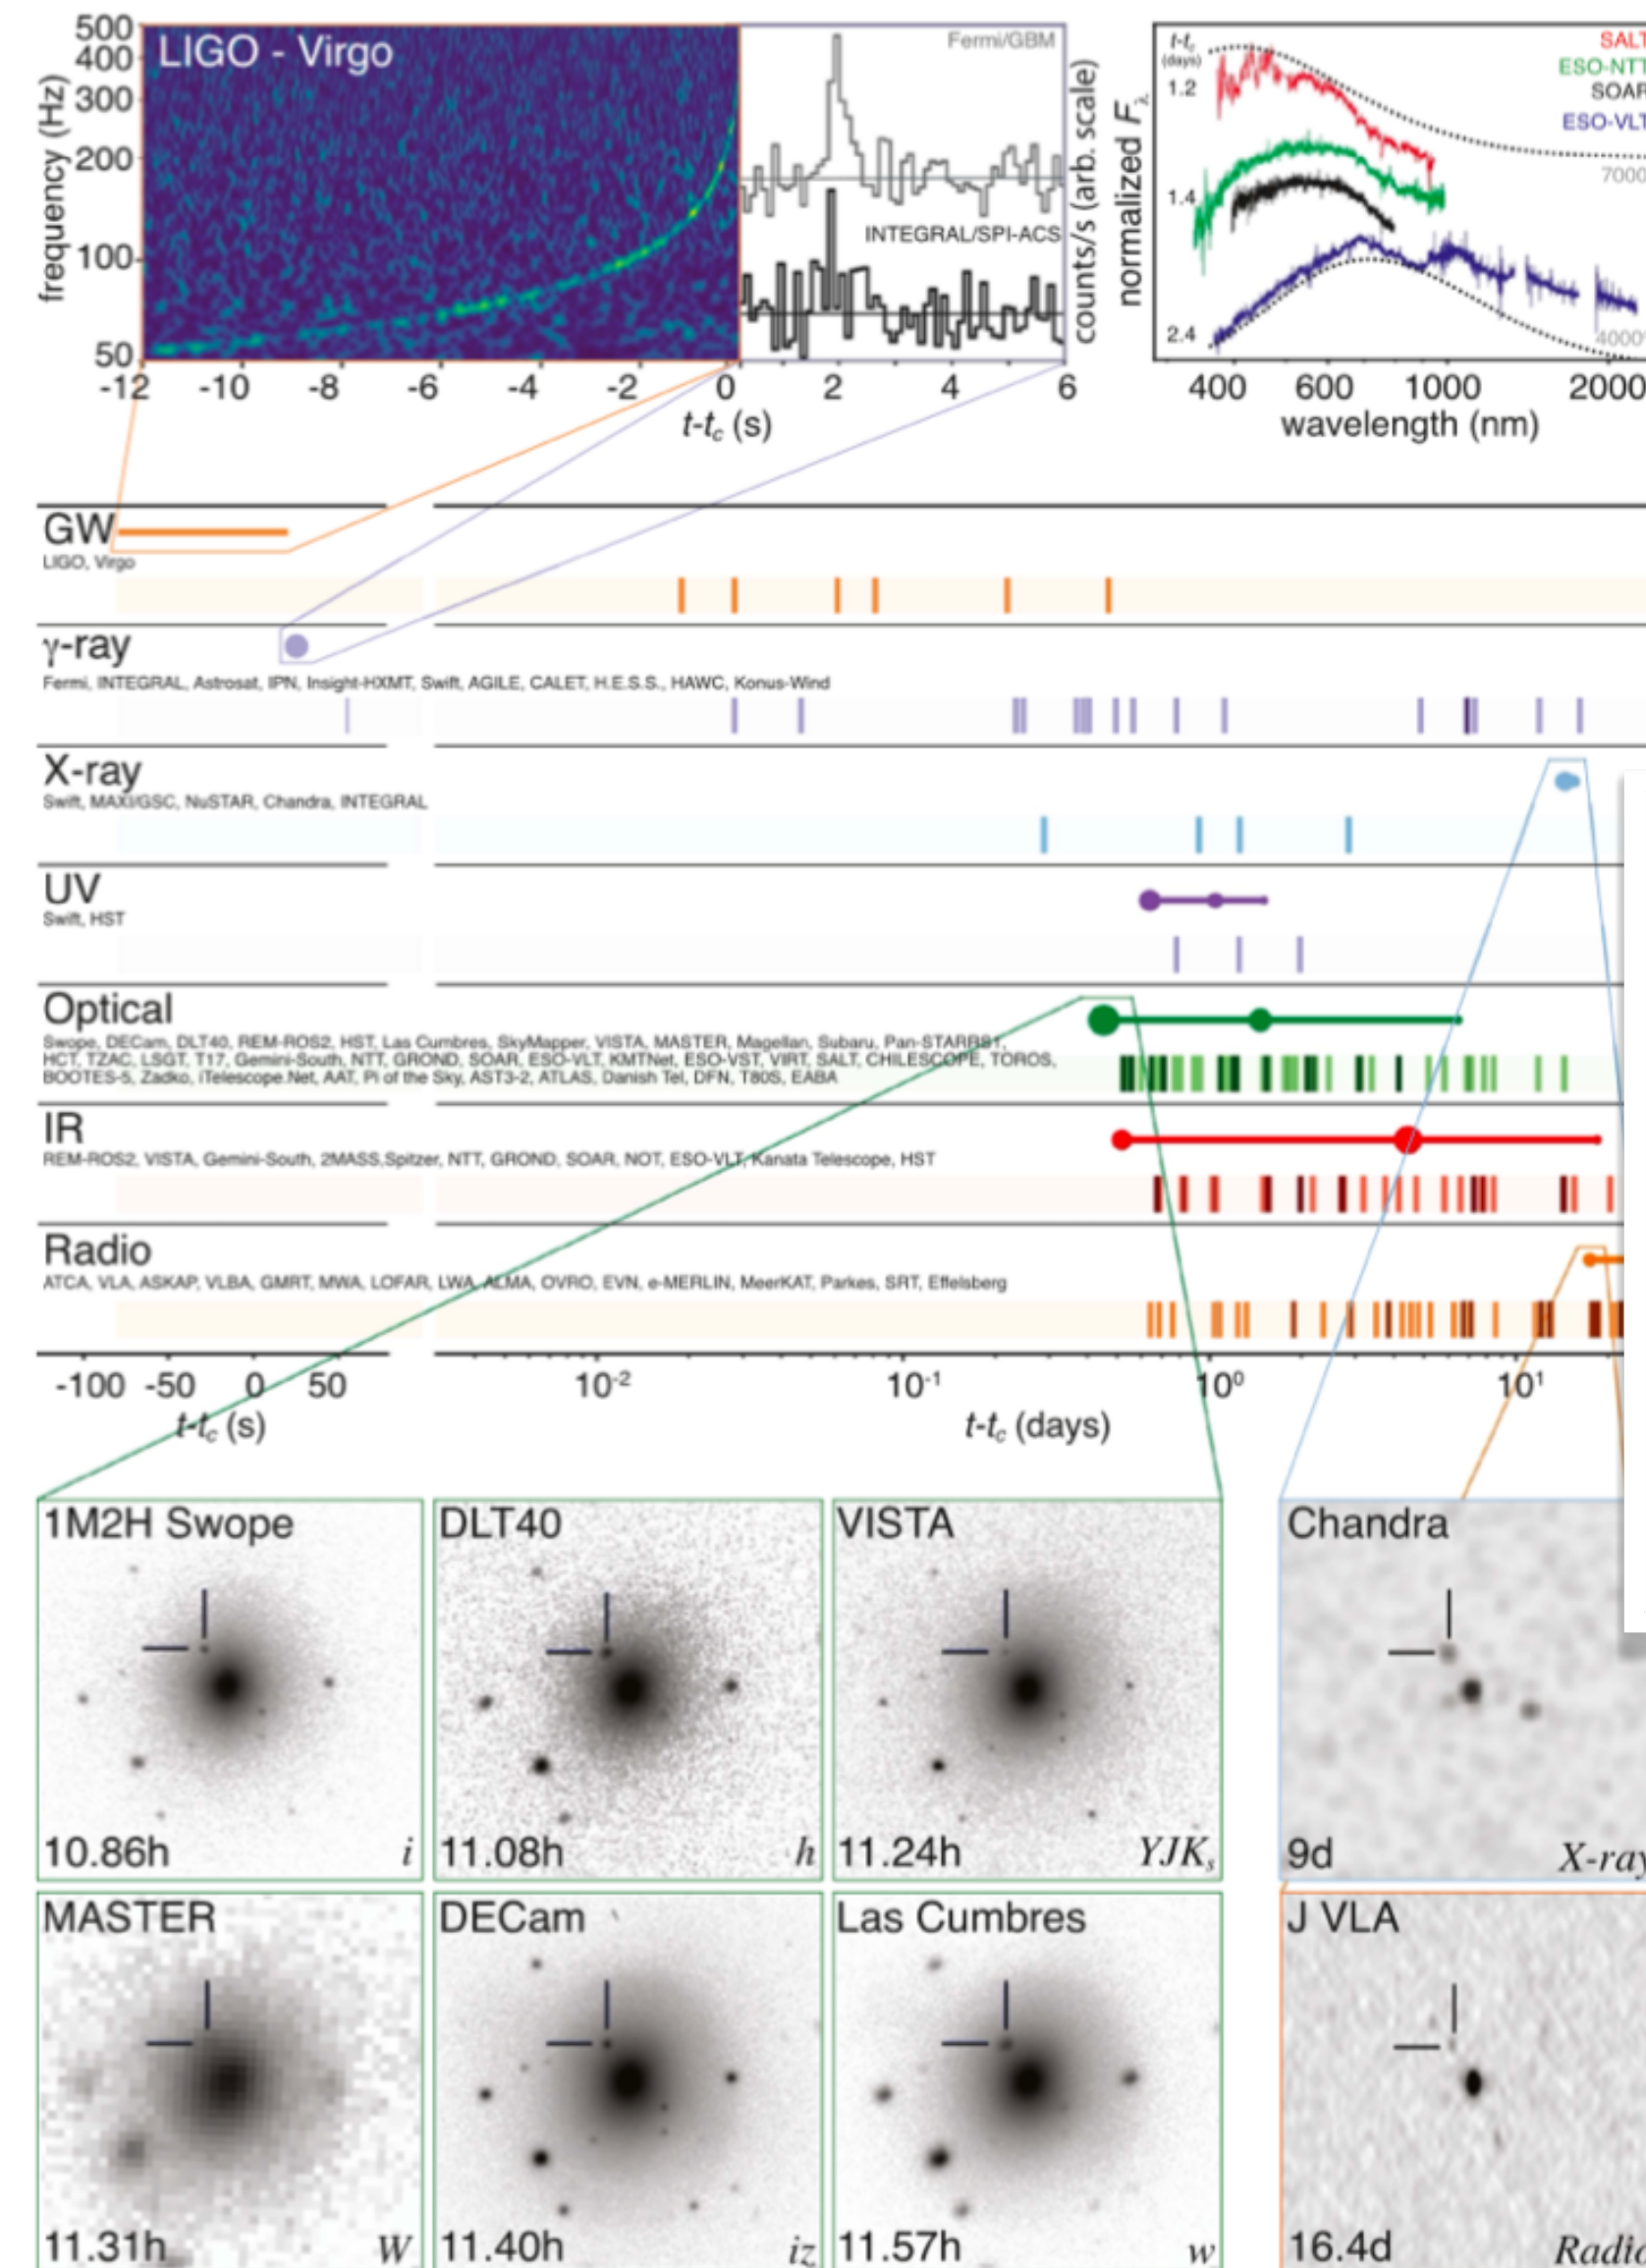 LIGO - Virgo
frequency (Hz)
500
400
300
200
100
50
-12 -10 -8 -6 -4 -2 0 2 4 6
t-tc (s)
Fermi/GBM
INTEGRAL/SPI-ACS
counts/s (arb. scale)
normalized Fλ
t-tc
(days)
1.2
1.4
2.4
SALT
ESO-NTT
SOAR
ESO-VLT
7000
4000
400 600 1000 2000
wavelength (nm)
GW
LIGO, Virgo
γ-ray
Fermi, INTEGRAL, Astrosat, IPN, Insight-HXMT, Swift, AGILE, CALET, H.E.S.S., HAWC, Konus-Wind
X-ray
Swift, MAXI/GSC, NuSTAR, Chandra, INTEGRAL
UV
Swift, HST
Optical
Swope, DECam, DLT40, REM-ROS2, HST, Las Cumbres, SkyMapper, VISTA, MASTER, Magellan, Subaru, Pan-STARRS1,
HCT, TZAC, LSGT, T17, Gemini-South, NTT, GROND, SOAR, ESO-VLT, KMTNet, ESO-VST, VIRT, SALT, CHILESCOPE, TOROS,
BOOTES-5, Zadko, iTelescope.Net, AAT, Pi of the Sky, AST3-2, ATLAS, Danish Tel, DFN, T80S, EABA
IR
REM-ROS2, VISTA, Gemini-South, 2MASS,Spitzer, NTT, GROND, SOAR, NOT, ESO-VLT, Kanata Telescope, HST
Radio
ATCA, VLA, ASKAP, VLBA, GMRT, MWA, LOFAR, LWA, ALMA, OVRO, EVN, e-MERLIN, MeerKAT, Parkes, SRT, Effelsberg
-100 -50 0 50 10⁻² 10⁻¹ 10⁰ 10¹
t-tc (s) t-tc (days)
1M2H Swope
10.86h i
DLT40
11.08h h
VISTA
11.24h YJKs
Chandra
9d X-ray
MASTER
11.31h W
DECam
11.40h iz
Las Cumbres
11.57h w
J VLA
16.4d Radio